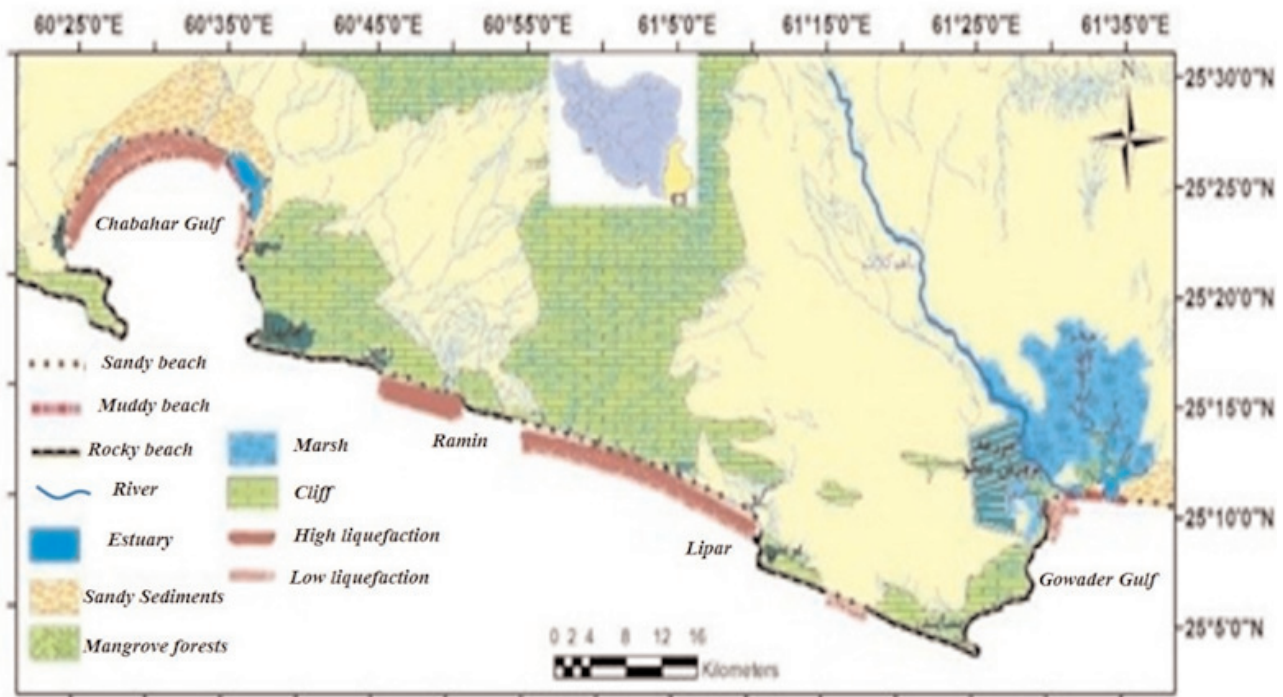 60°25'0"E 60°35'0"E 60°45'0"E 60°55'0"E 61°5'0"E 61°15'0"E 61°25'0"E 61°35'0"E
N
25°30'0"N
25°25'0"N
25°20'0"N
25°15'0"N
25°10'0"N
25°5'0"N
Chabahar Gulf
Ramin
Lipar
Gowader Gulf
Sandy beach
Muddy beach
Rocky beach
River
Estuary
Sandy Sediments
Mangrove forests
Marsh
Cliff
High liquefaction
Low liquefaction
0 2 4 8 12 16
Kilometers